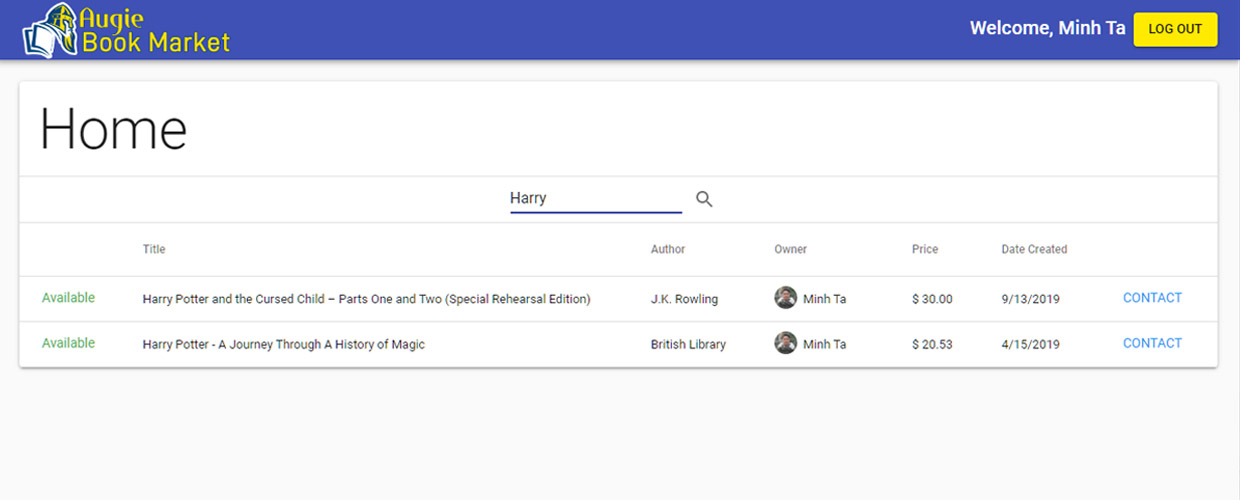 Augie
Book Market
Welcome, Minh Ta LOG OUT
Home
Harry
Title Author Owner Price Date Created
Available Harry Potter and the Cursed Child – Parts One and Two (Special Rehearsal Edition) J.K. Rowling Minh Ta $ 30.00 9/13/2019 CONTACT
Available Harry Potter - A Journey Through A History of Magic British Library Minh Ta $ 20.53 4/15/2019 CONTACT